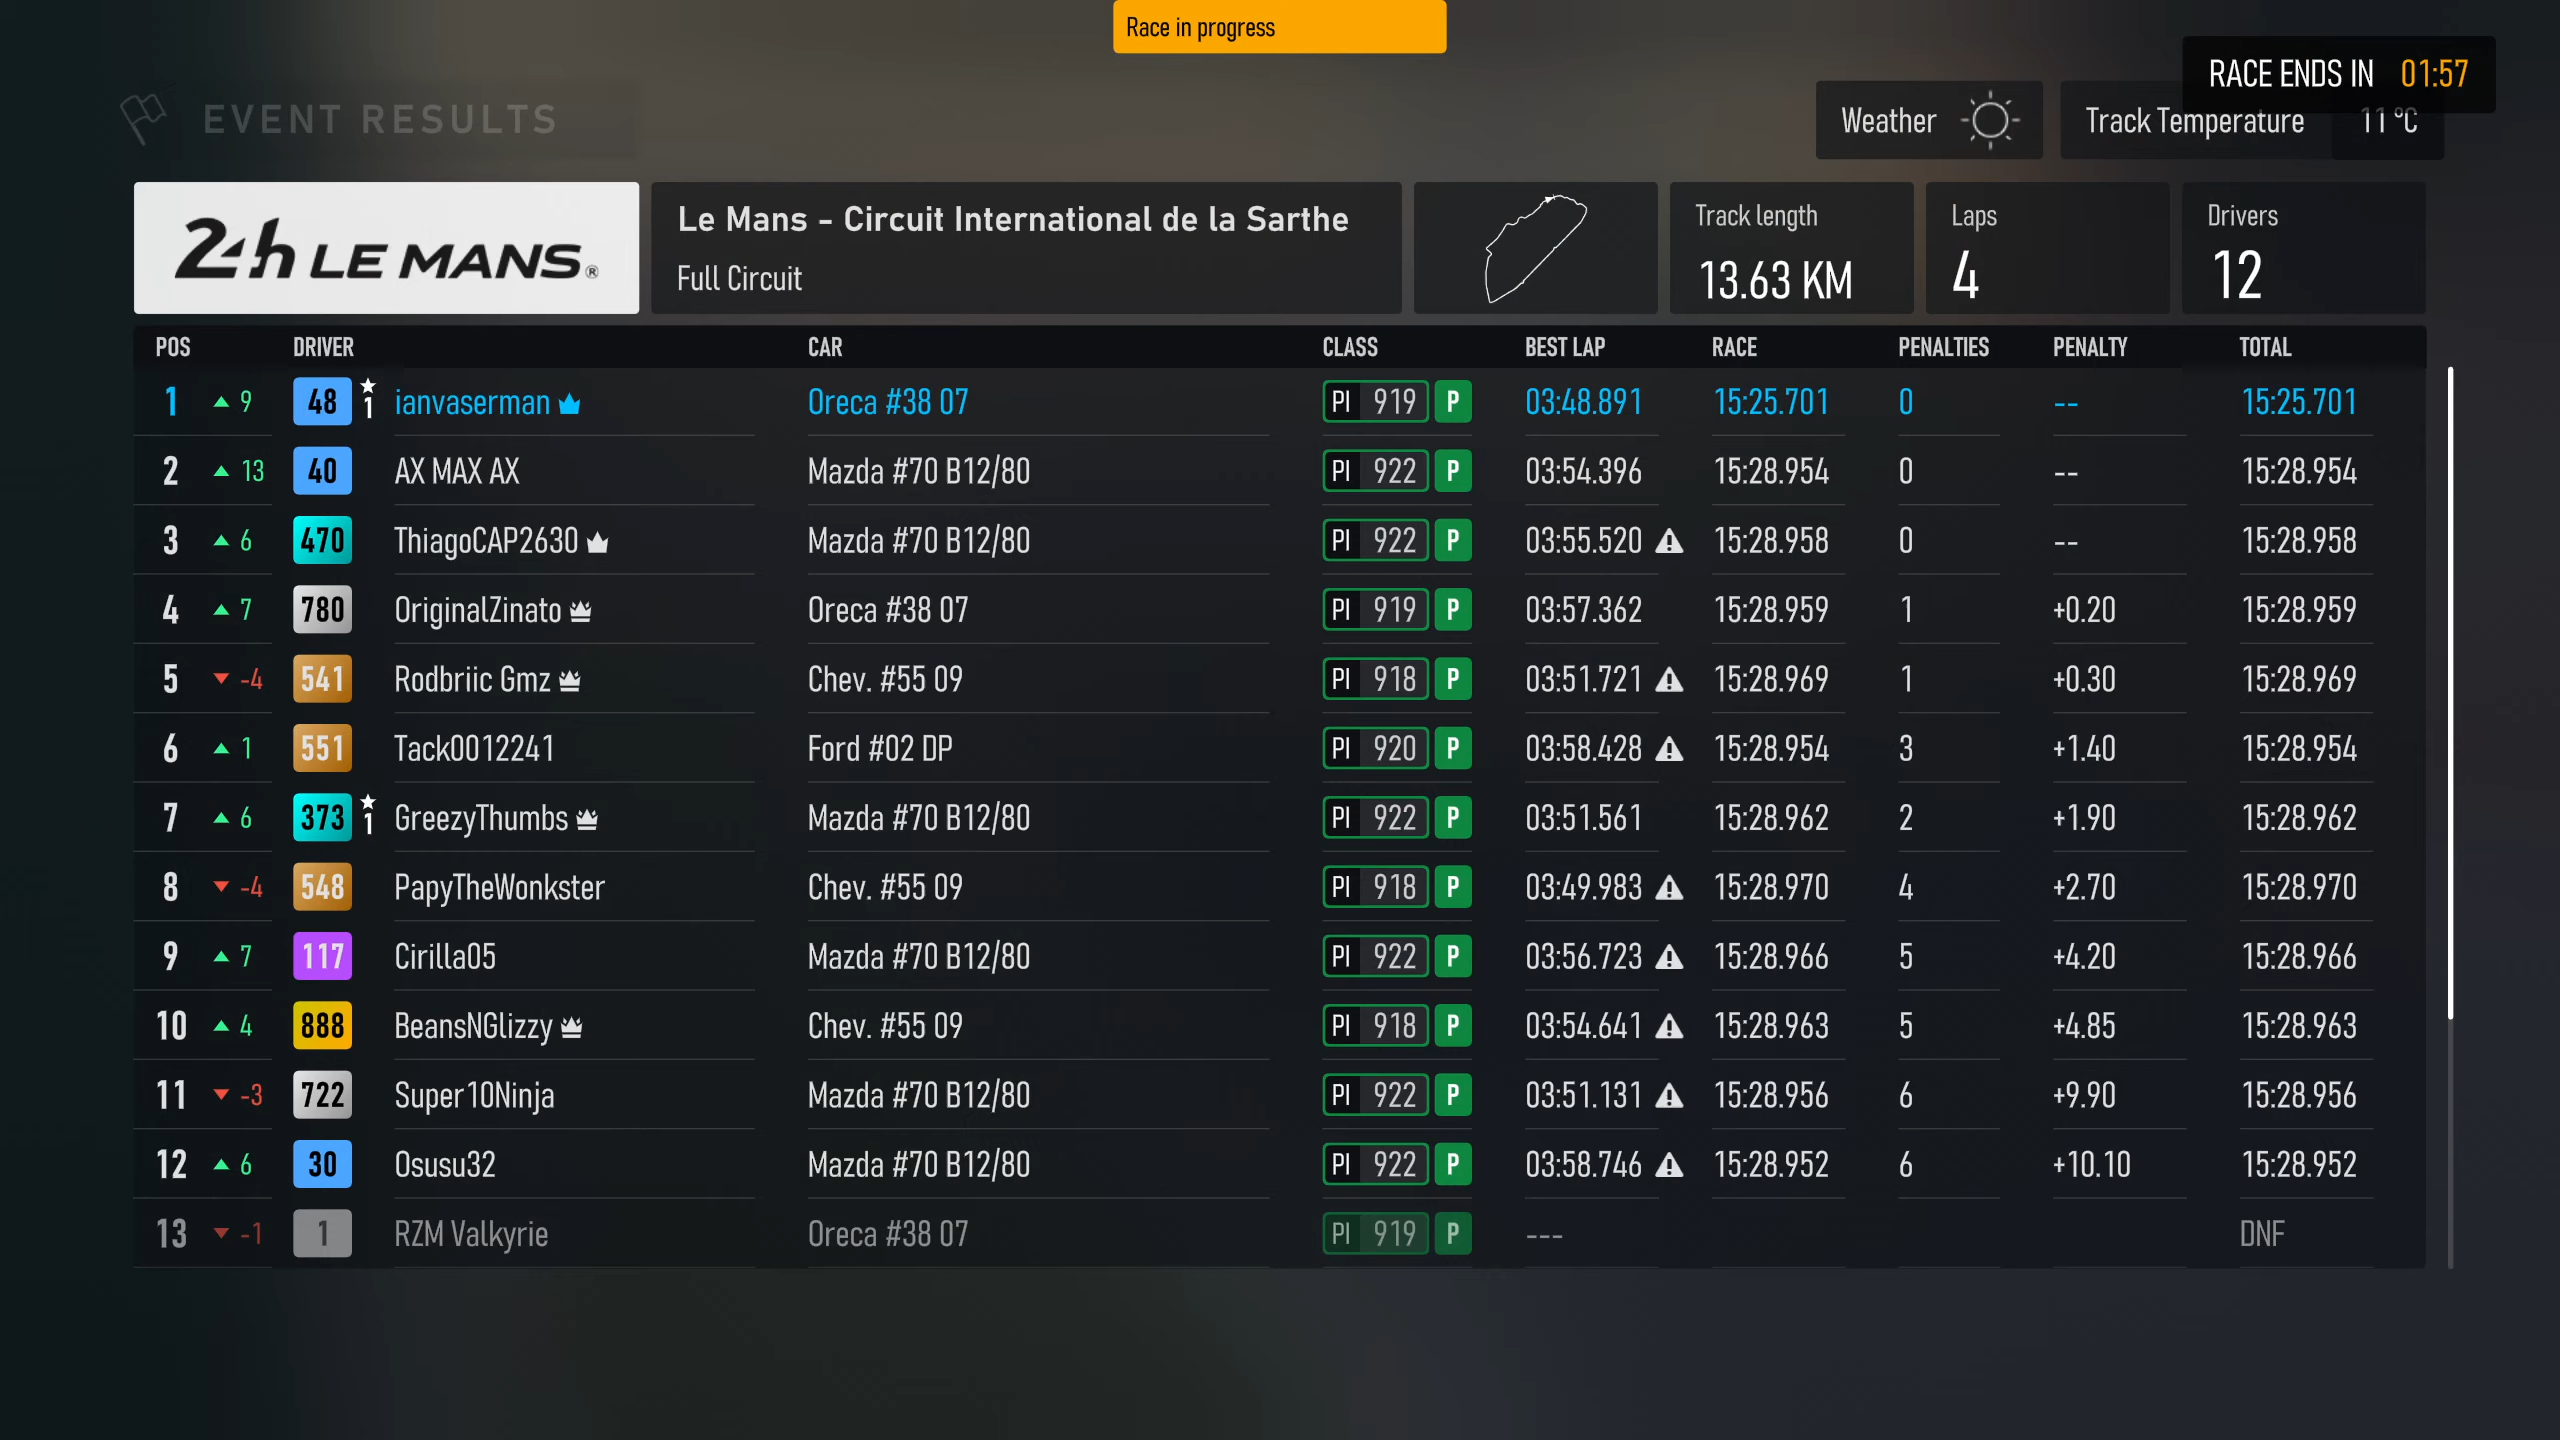 Race in progress
RACE ENDS IN 01:57
EVENT RESULTS
Weather
Track Temperature 11 °C
24h LE MANS®
Le Mans - Circuit International de la Sarthe
Full Circuit
Track length
13.63 KM
Laps
4
Drivers
12
POS DRIVER CAR CLASS BEST LAP RACE PENALTIES PENALTY TOTAL
1 9 48 1 ianvaserman Oreca #38 07 PI 919 P 03:48.891 15:25.701 0 -- 15:25.701
2 13 40 AX MAX AX Mazda #70 B12/80 PI 922 P 03:54.396 15:28.954 0 -- 15:28.954
3 6 470 ThiagoCAP2630 Mazda #70 B12/80 PI 922 P 03:55.520 15:28.958 0 -- 15:28.958
4 7 780 OriginalZinato Oreca #38 07 PI 919 P 03:57.362 15:28.959 1 +0.20 15:28.959
5 -4 541 Rodbriic Gmz Chev. #55 09 PI 918 P 03:51.721 15:28.969 1 +0.30 15:28.969
6 1 551 Tack0012241 Ford #02 DP PI 920 P 03:58.428 15:28.954 3 +1.40 15:28.954
7 6 373 1 GreezyThumbs Mazda #70 B12/80 PI 922 P 03:51.561 15:28.962 2 +1.90 15:28.962
8 -4 548 PapyTheWonkster Chev. #55 09 PI 918 P 03:49.983 15:28.970 4 +2.70 15:28.970
9 7 117 Cirilla05 Mazda #70 B12/80 PI 922 P 03:56.723 15:28.966 5 +4.20 15:28.966
10 4 888 BeansNGlizzy Chev. #55 09 PI 918 P 03:54.641 15:28.963 5 +4.85 15:28.963
11 -3 722 Super10Ninja Mazda #70 B12/80 PI 922 P 03:51.131 15:28.956 6 +9.90 15:28.956
12 6 30 Osusu32 Mazda #70 B12/80 PI 922 P 03:58.746 15:28.952 6 +10.10 15:28.952
13 -1 1 RZM Valkyrie Oreca #38 07 PI 919 P --- DNF